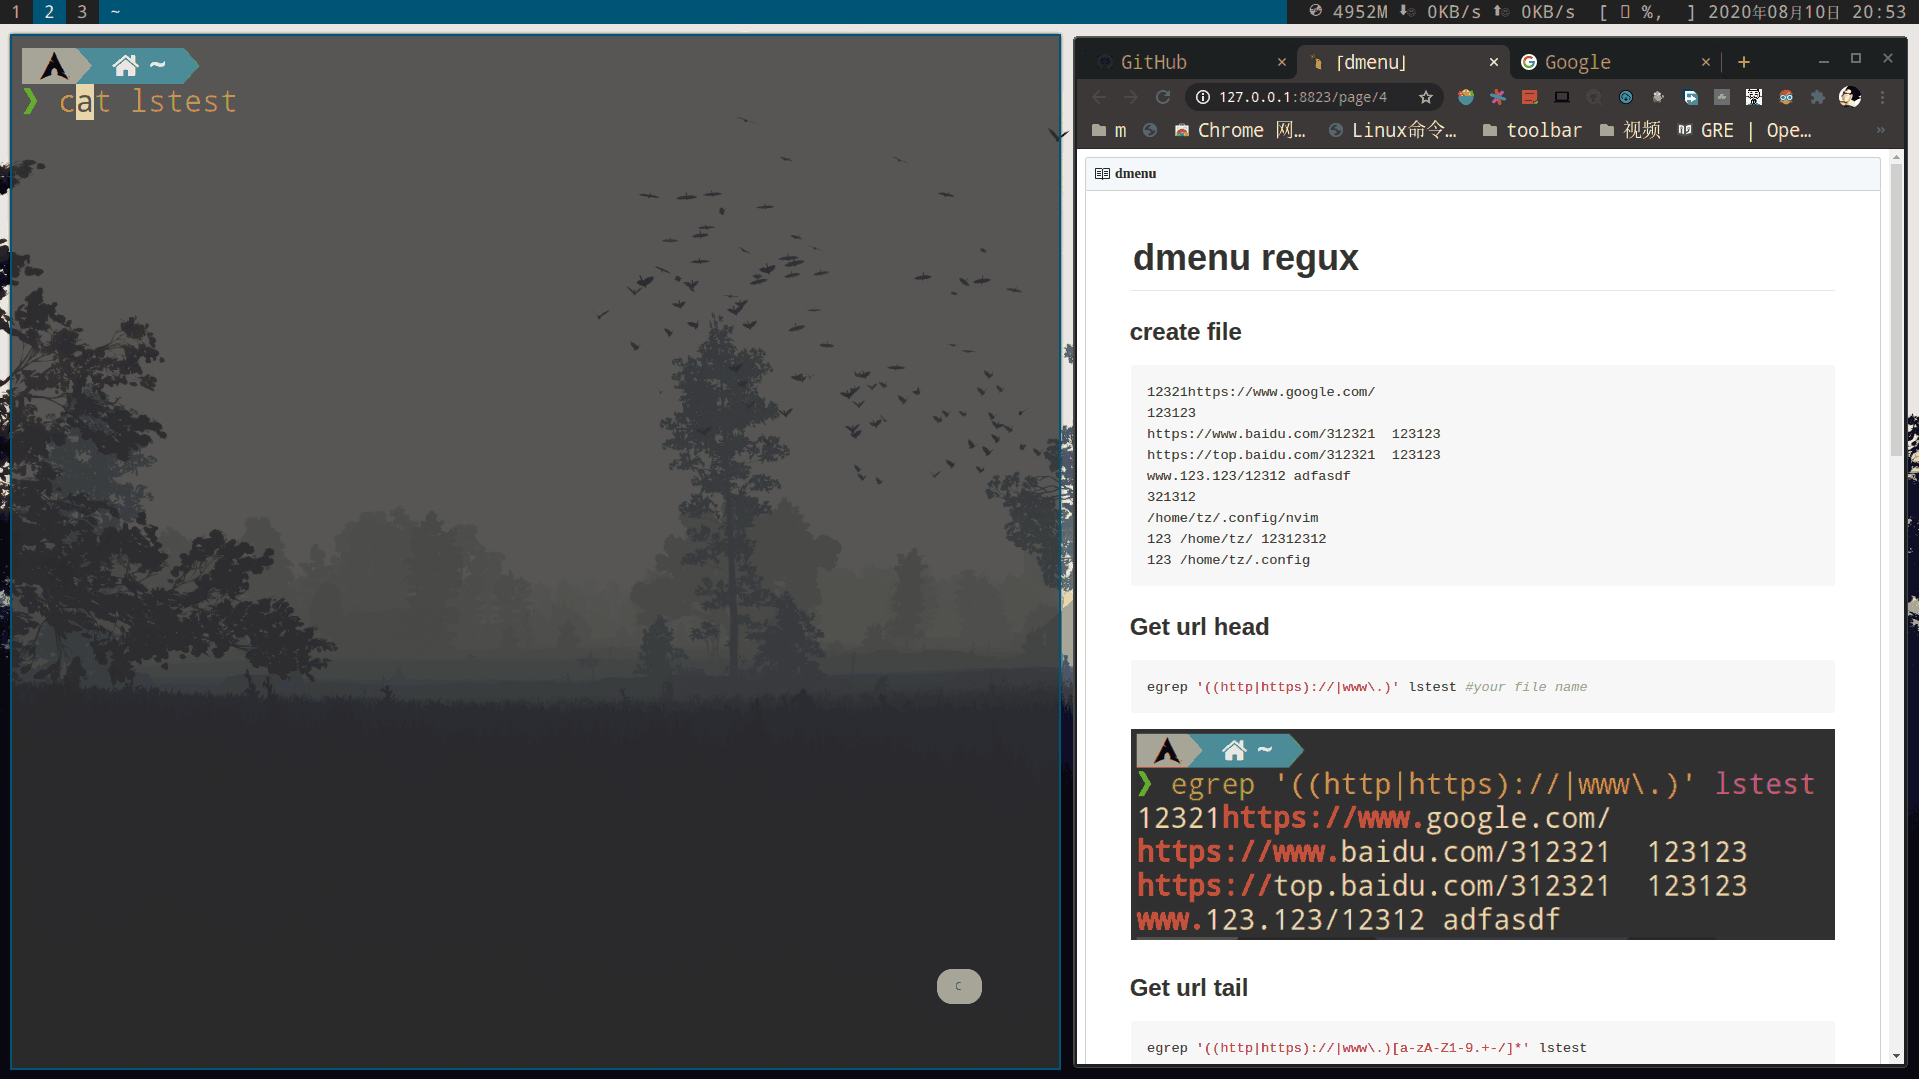 1 2 3 ~
4952M 0KB/s 0KB/s [ %, ] 2020年08月10日 20:53
~
❯ cat lstest
C
GitHub × [dmenu] × Google × +
127.0.0.1:8823/page/4
m Chrome 网… Linux命令… toolbar 视频 GRE | Ope… »
dmenu
dmenu regux
create file
12321https://www.google.com/
123123
https://www.baidu.com/312321  123123
https://top.baidu.com/312321  123123
www.123.123/12312 adfasdf
321312
/home/tz/.config/nvim
123 /home/tz/ 12312312
123 /home/tz/.config
Get url head
egrep '((http|https)://|www\.)' lstest #your file name
~
❯ egrep '((http|https)://|www\.)' lstest
12321https://www.google.com/
https://www.baidu.com/312321  123123
https://top.baidu.com/312321  123123
www.123.123/12312 adfasdf
Get url tail
egrep '((http|https)://|www\.)[a-zA-Z1-9.+-/]*' lstest